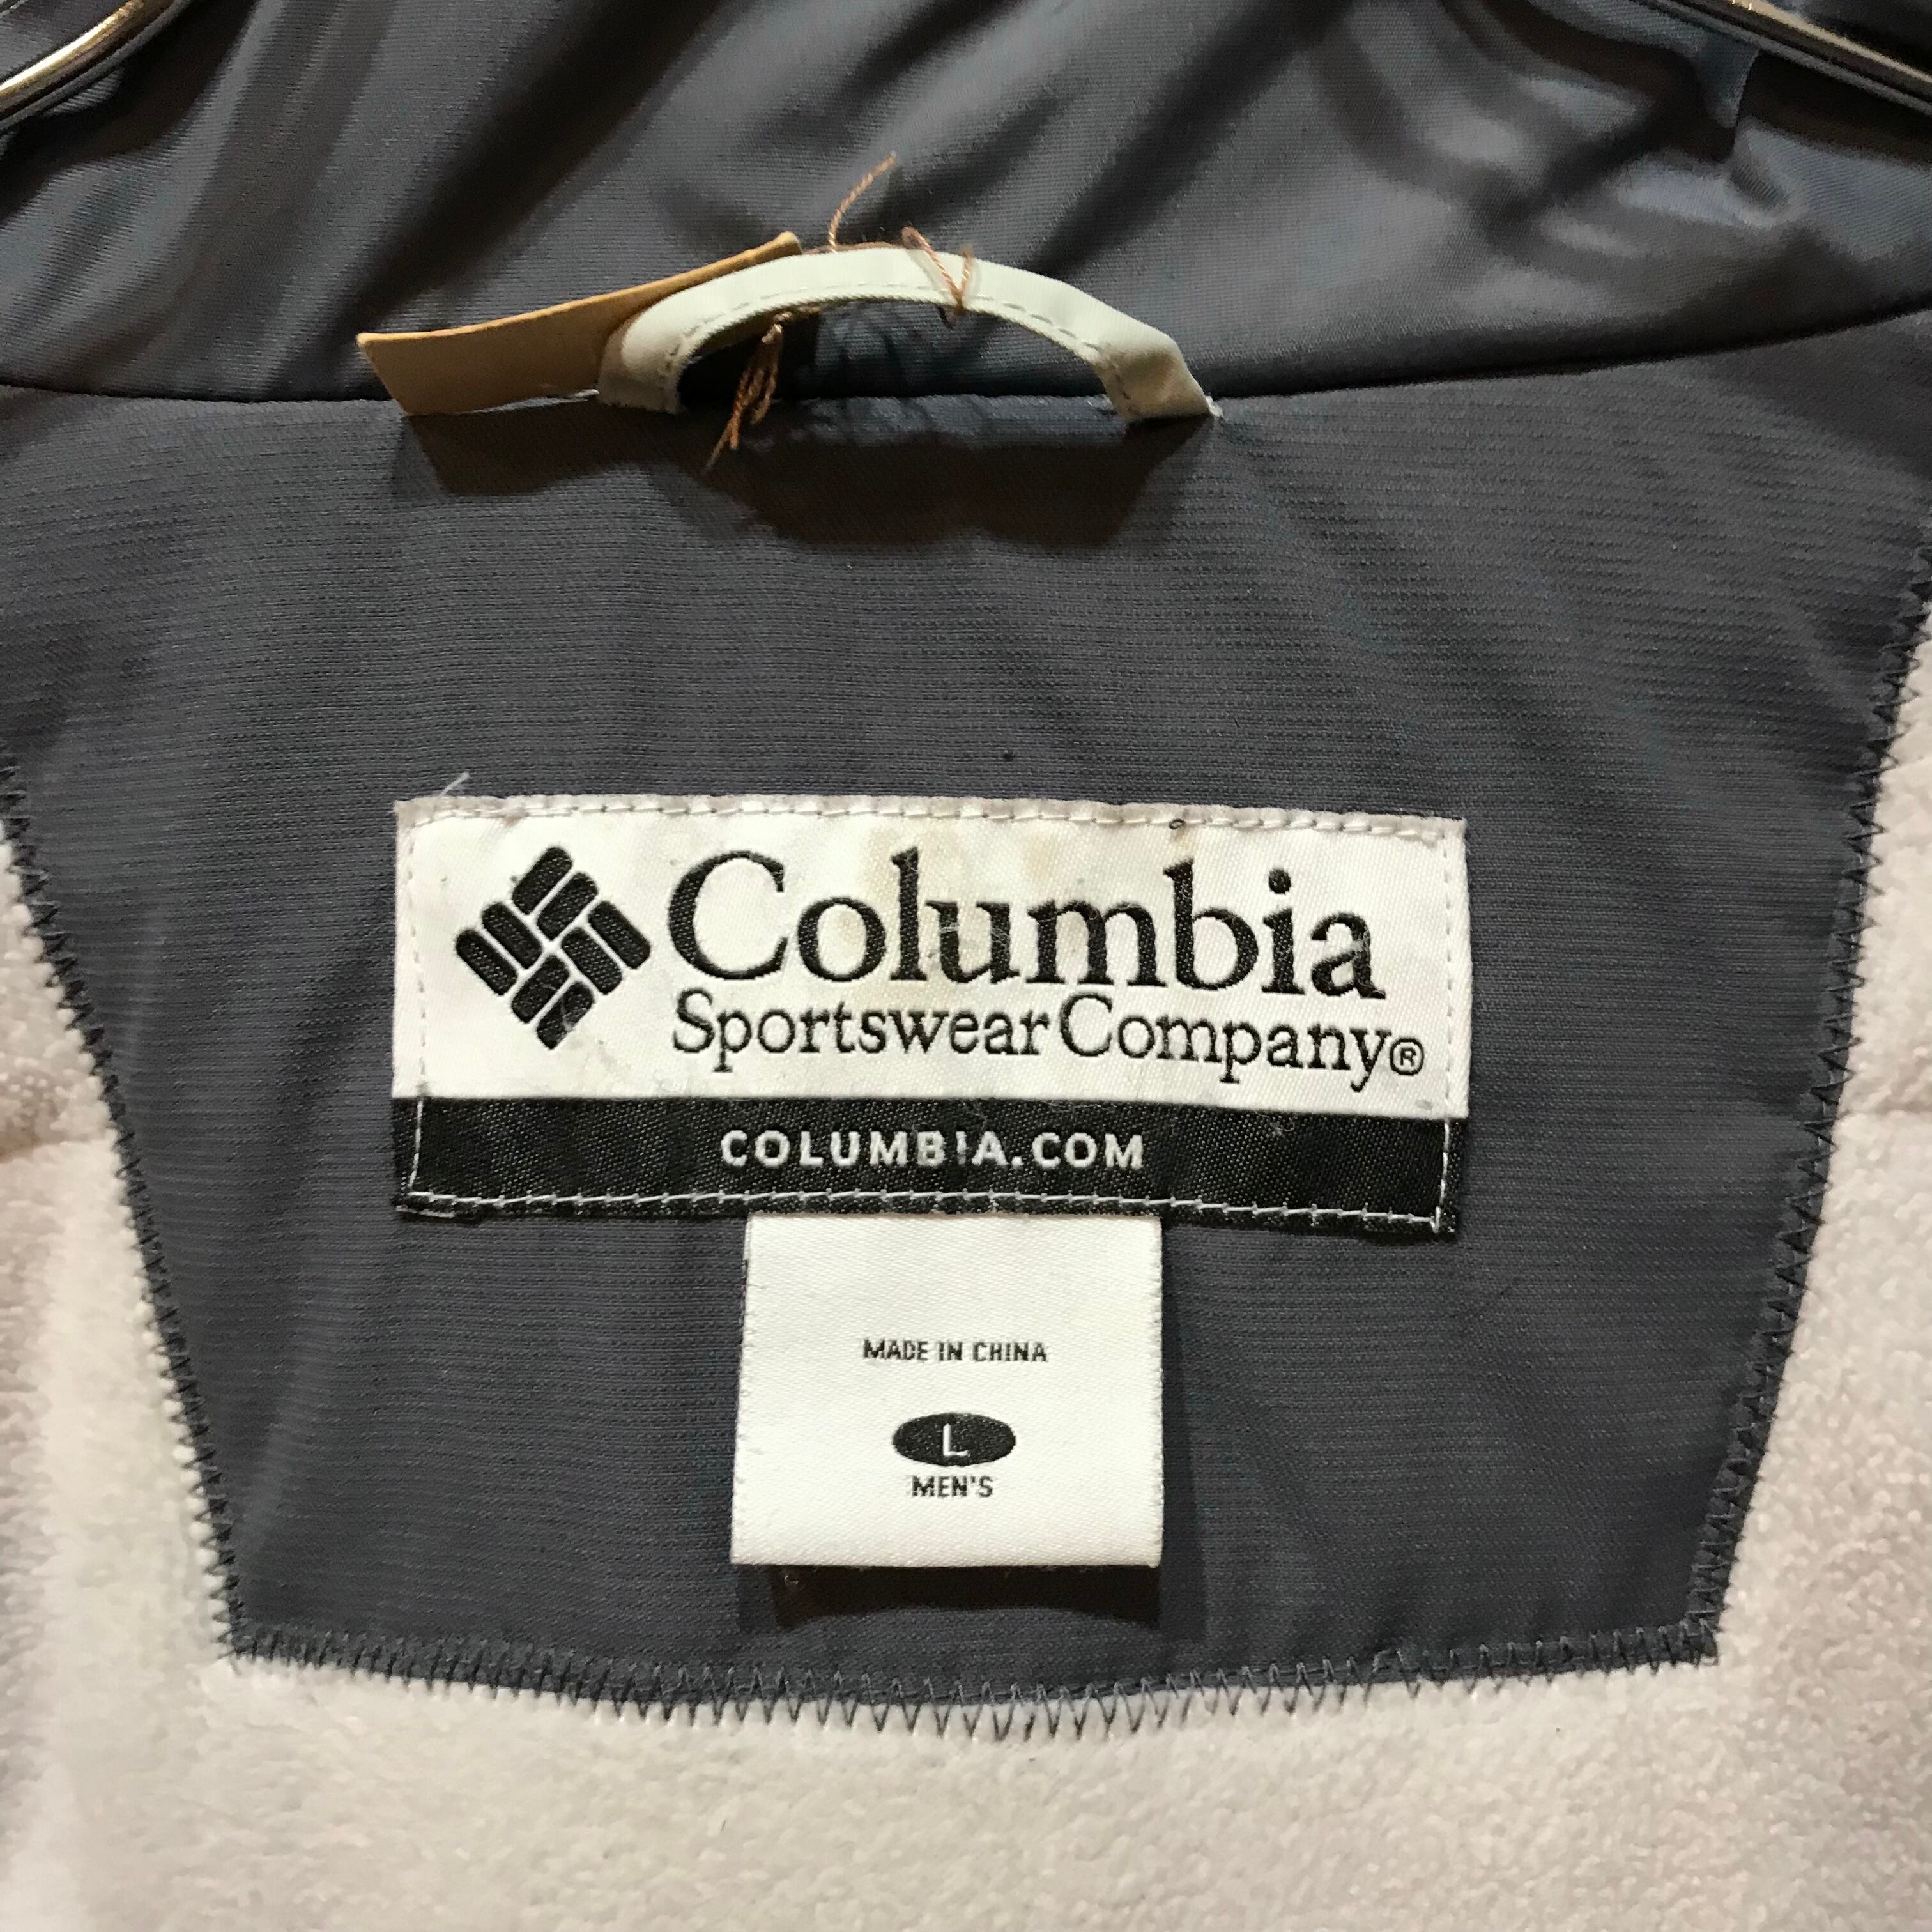 Columbia
Sportswear Company®
COLUMBIA.COM
MADE IN CHINA
L
MEN'S